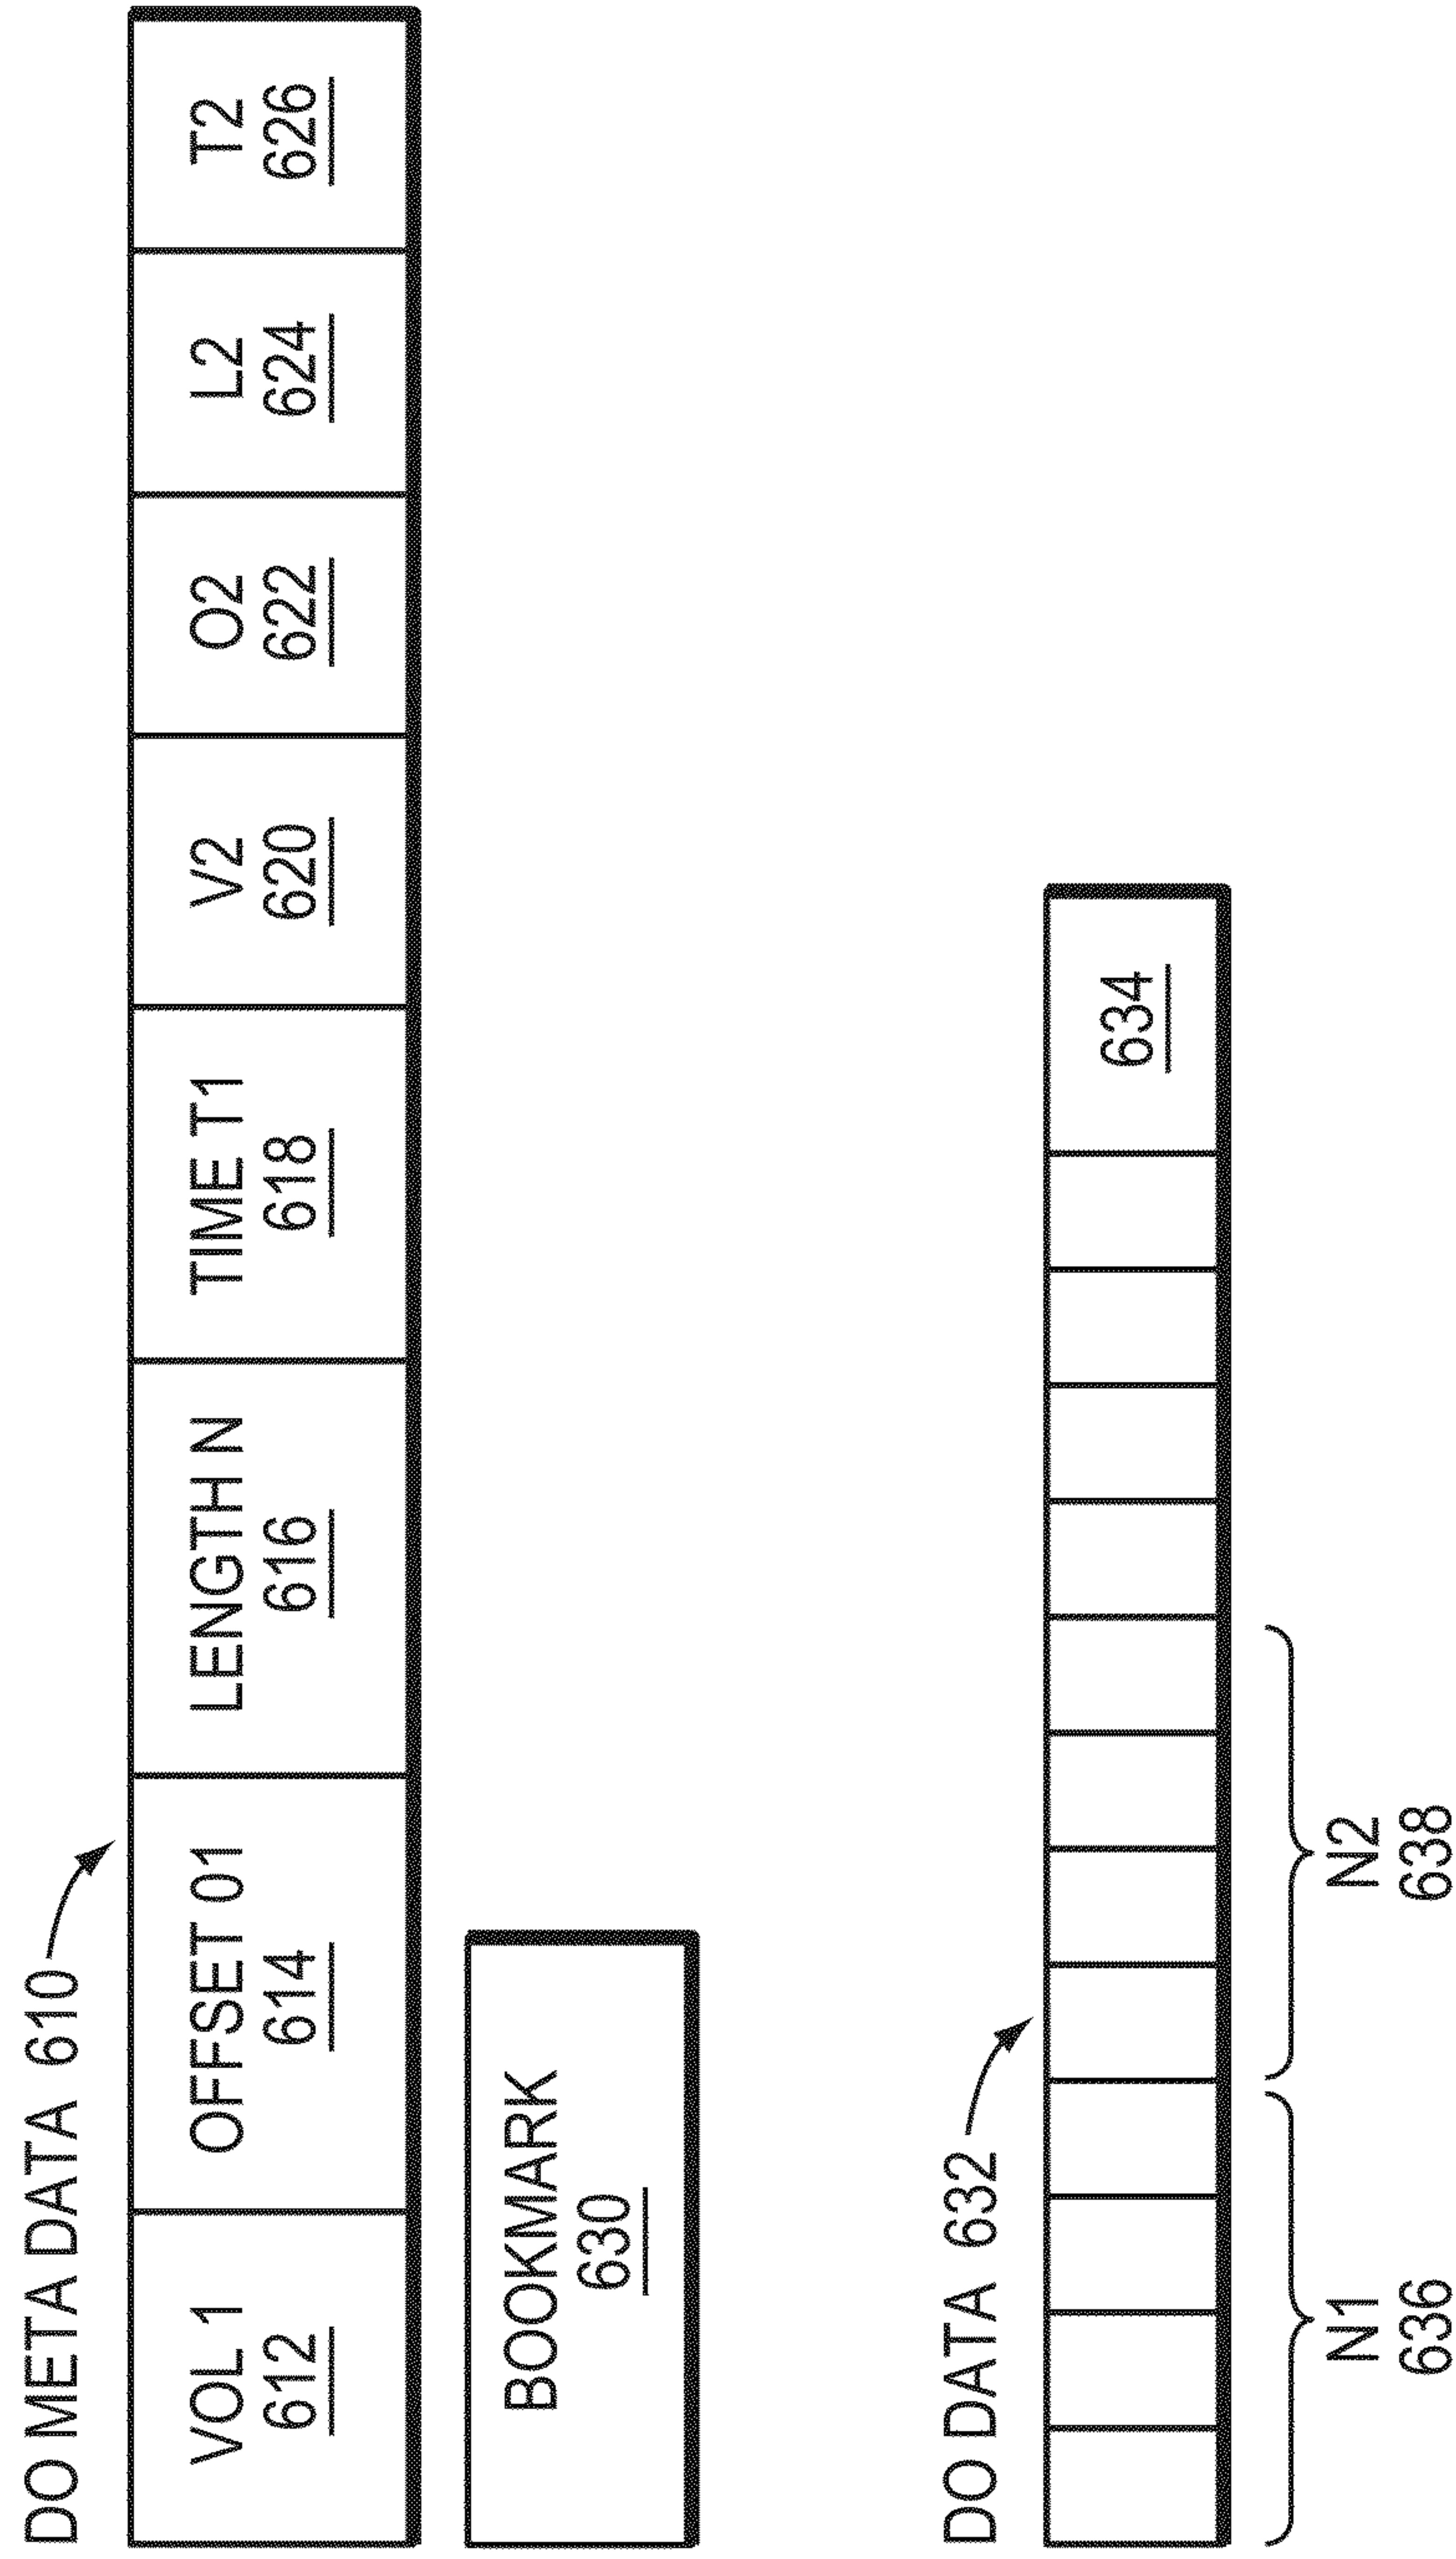 DO META DATA 610
VOL 1
612
OFFSET 01
614
LENGTH N
616
TIME T1
618
V2
620
O2
622
L2
624
T2
626
BOOKMARK
630
DO DATA 632
634
N1
636
N2
638